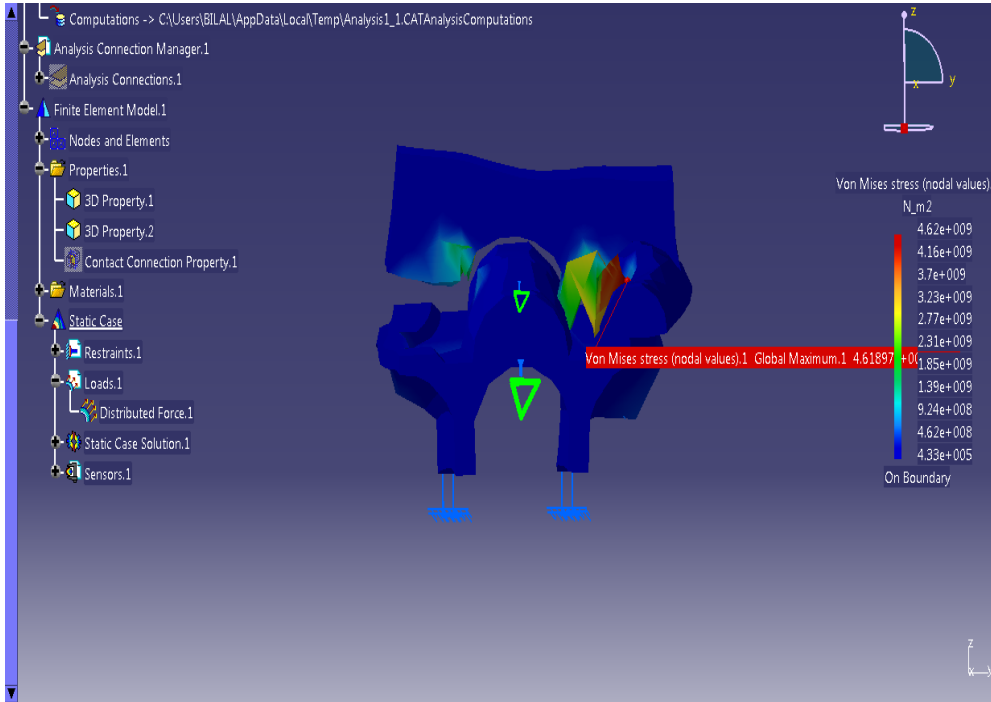 Computations -> C:\Users\BILAL\AppData\Local\Temp\Analysis1_1.CATAnalysisComputations
Analysis Connection Manager.1
Analysis Connections.1
Finite Element Model.1
Nodes and Elements
Properties.1
3D Property.1
3D Property.2
Contact Connection Property.1
Materials.1
Static Case
Restraints.1
Loads.1
Distributed Force.1
Static Case Solution.1
Sensors.1
z
x
y
Von Mises stress (nodal values).
N_m2
4.62e+009
4.16e+009
3.7e+009
3.23e+009
2.77e+009
2.31e+009
1.85e+009
1.39e+009
9.24e+008
4.62e+008
4.33e+005
On Boundary
Von Mises stress (nodal values).1 Global Maximum.1 4.61897
z
x
y